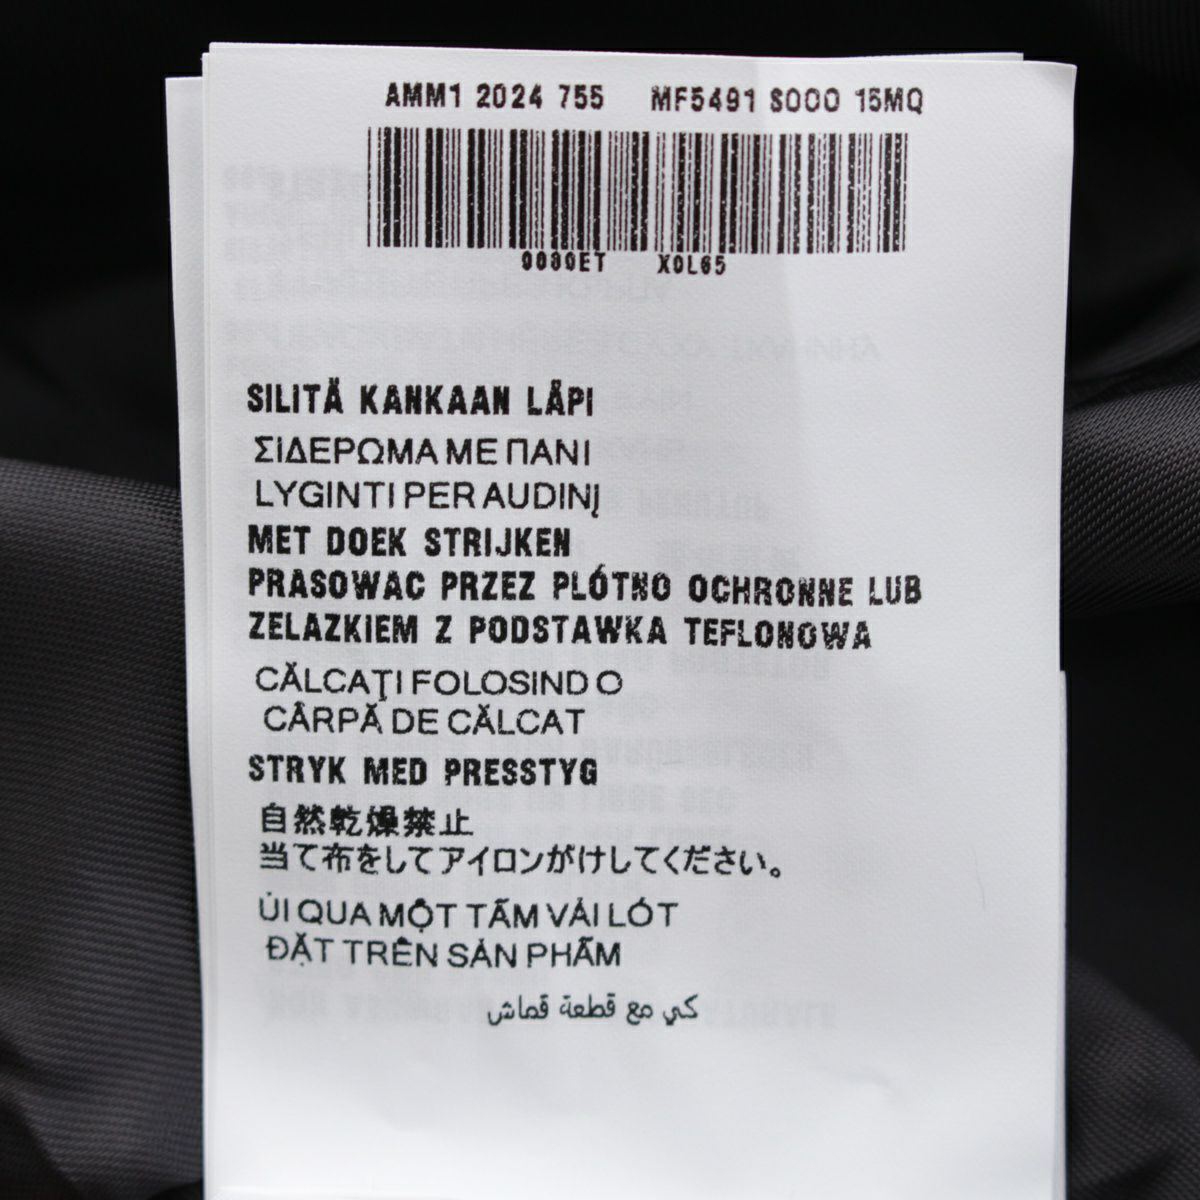 AMM1 2024 755 MF5491 S000 15MQ
0080ET X0L65
SILITÄ KANKAAN LÅPI
ΣΙΔΕΡΩΜΑ ΜΕ ΠΑΝΙ
LYGINTI PER AUDINĮ
MET DOEK STRIJKEN
PRASOWAC PRZEZ PLÓTNO OCHRONNE LUB
ZELAZKIEM Z PODSTAWKA TEFLONOWA
CĂLCAŢI FOLOSIND O
CÂRPĂ DE CĂLCAT
STRYK MED PRESSTYG
自然乾燥禁止
当て布をしてアイロンがけしてください。
ỦI QUA MỘT TẤM VẢI LÓT
ĐẶT TRÊN SẢN PHẨM
كي مع قطعة قماش